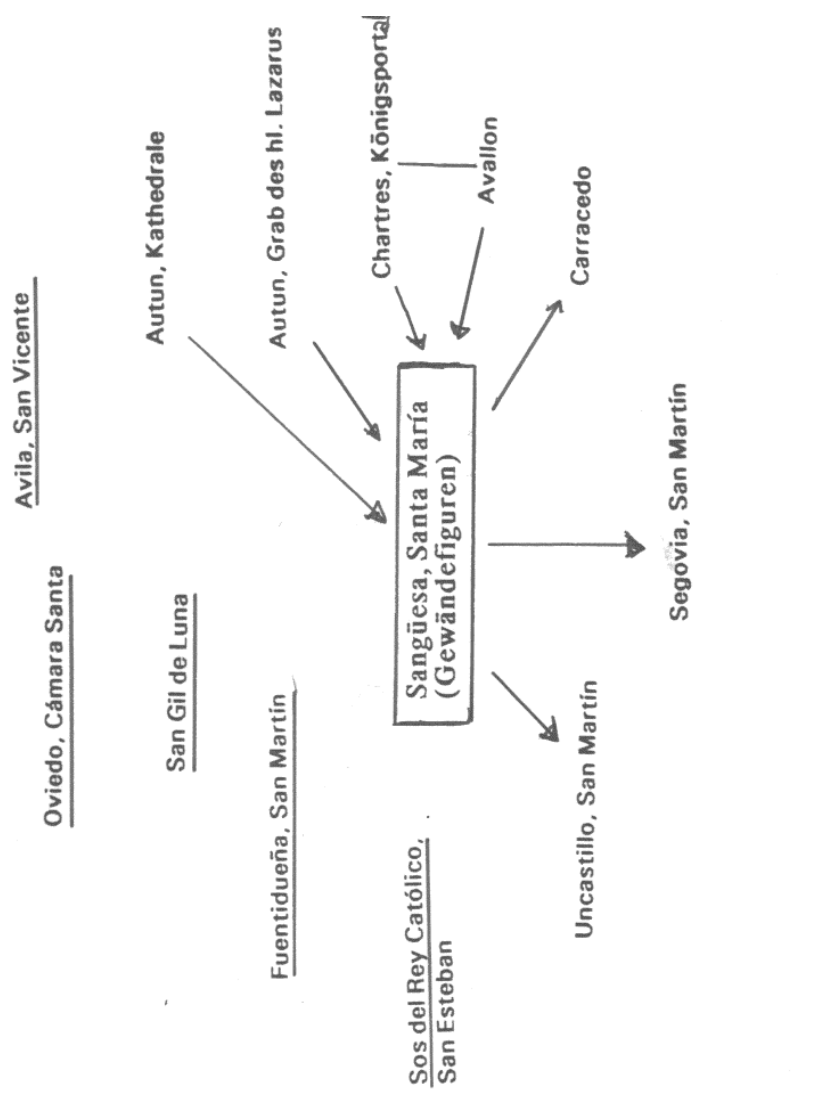 Avila, San Vicente
Oviedo, Cámara Santa
Autun, Kathedrale
San Gil de Luna
Fuentidueña, San Martín
Autun, Grab des hl. Lazarus
Chartres, Königsportal
Avallon
Sos del Rey Católico,
San Esteban
Sangüesa, Santa María
(Gewändefiguren)
Uncastillo, San Martín
Carracedo
Segovia, San Martín